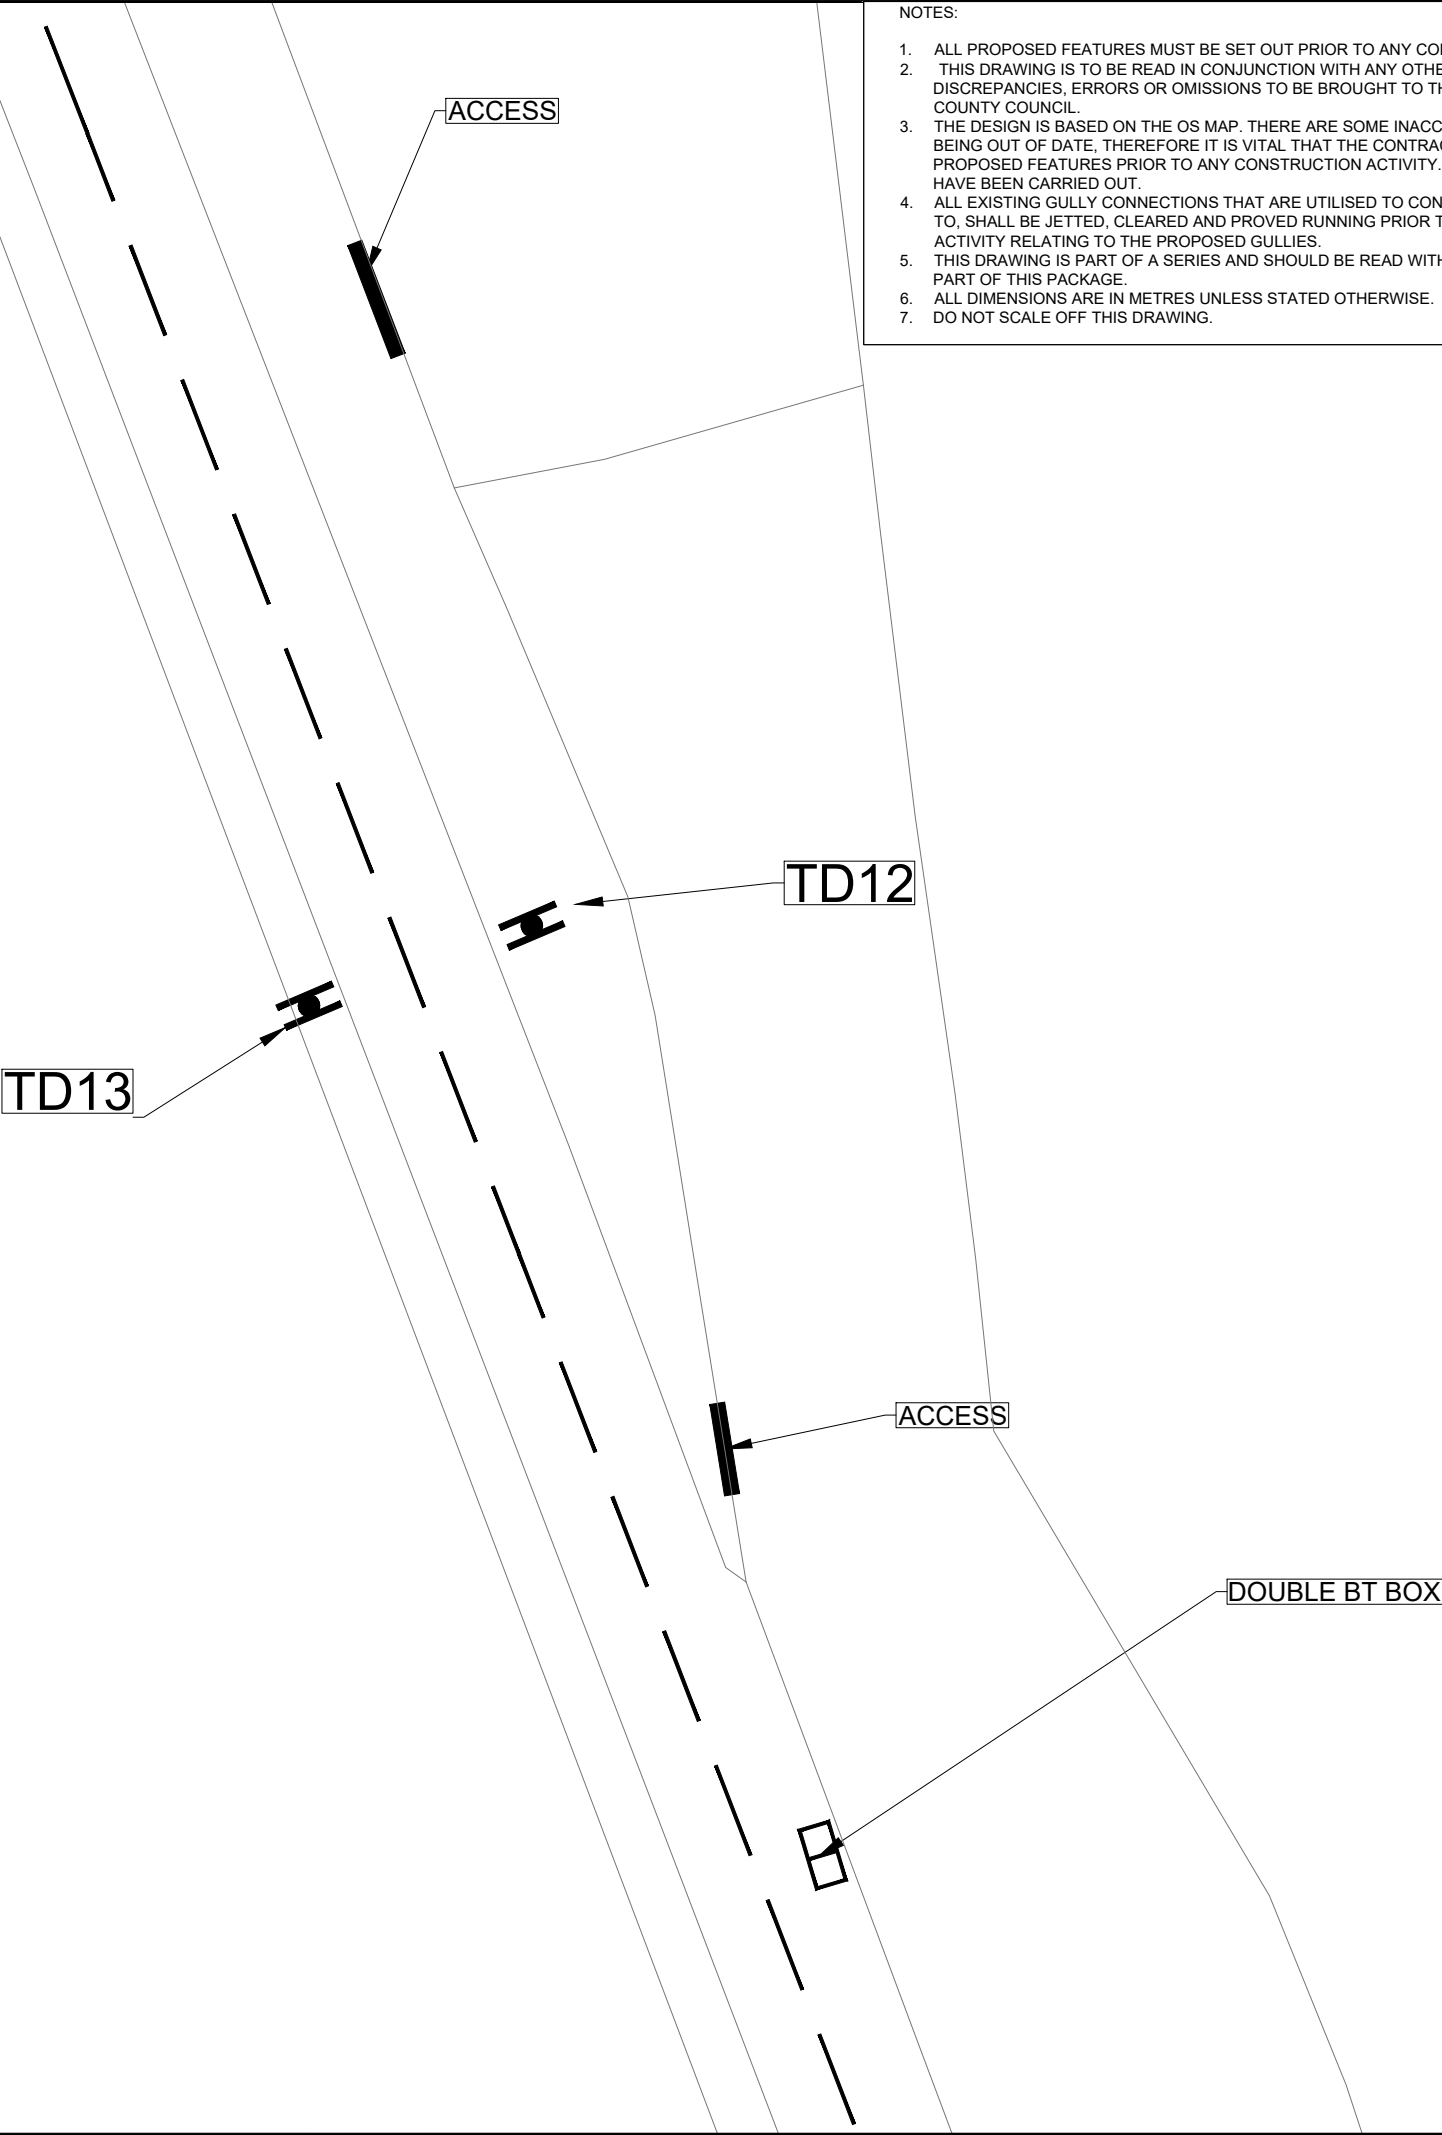 NOTES:
1. ALL PROPOSED FEATURES MUST BE SET OUT PRIOR TO ANY
2. THIS DRAWING IS TO BE READ IN CONJUNCTION WITH ANY
DISCREPANCIES, ERRORS OR OMISSIONS TO BE BROUGHT TO
COUNTY COUNCIL.
3. THE DESIGN IS BASED ON THE OS MAP. THERE ARE SOME
BEING OUT OF DATE, THEREFORE IT IS VITAL THAT THE
PROPOSED FEATURES PRIOR TO ANY CONSTRUCTION ACTIVITY.
HAVE BEEN CARRIED OUT.
4. ALL EXISTING GULLY CONNECTIONS THAT ARE UTILISED TO
TO, SHALL BE JETTED, CLEARED AND PROVED RUNNING PRIOR
ACTIVITY RELATING TO THE PROPOSED GULLIES.
5. THIS DRAWING IS PART OF A SERIES AND SHOULD BE READ
PART OF THIS PACKAGE.
6. ALL DIMENSIONS ARE IN METRES UNLESS STATED OTHERWISE.
7. DO NOT SCALE OFF THIS DRAWING.
ACCESS
TD12
TD13
ACCESS
DOUBLE BT BOX